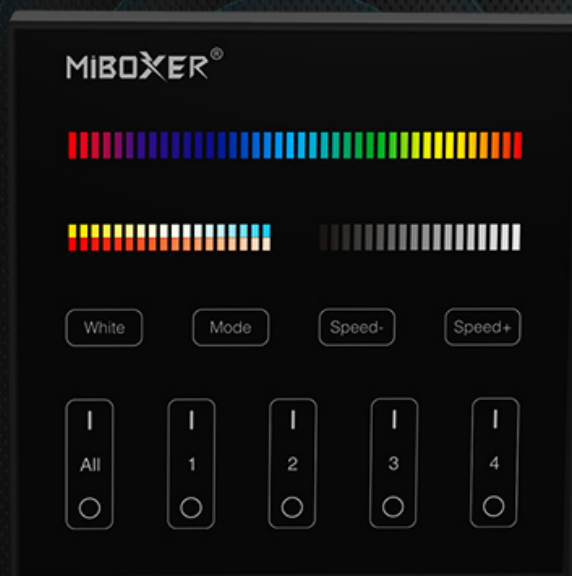 MiBOXER®
White Mode Speed- Speed+
| | | | |
All 1 2 3 4